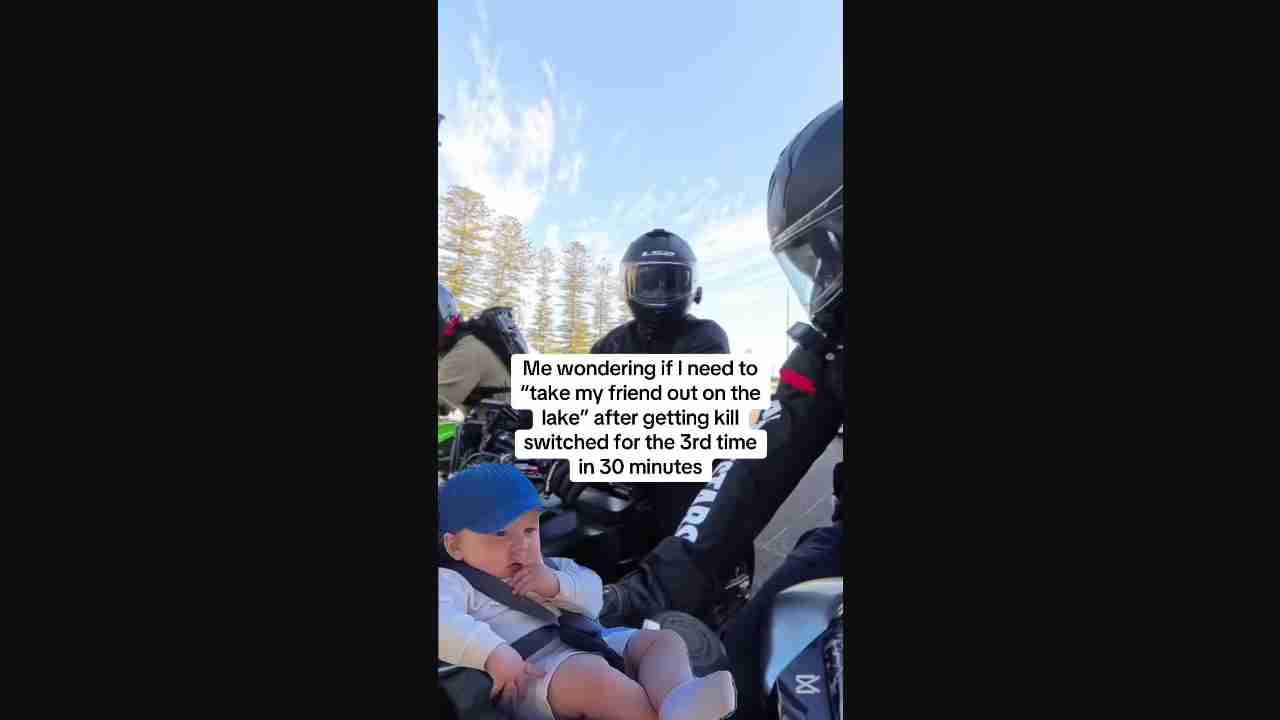 LS2
Me wondering if I need to
“take my friend out on the
lake” after getting kill
switched for the 3rd time
in 30 minutes